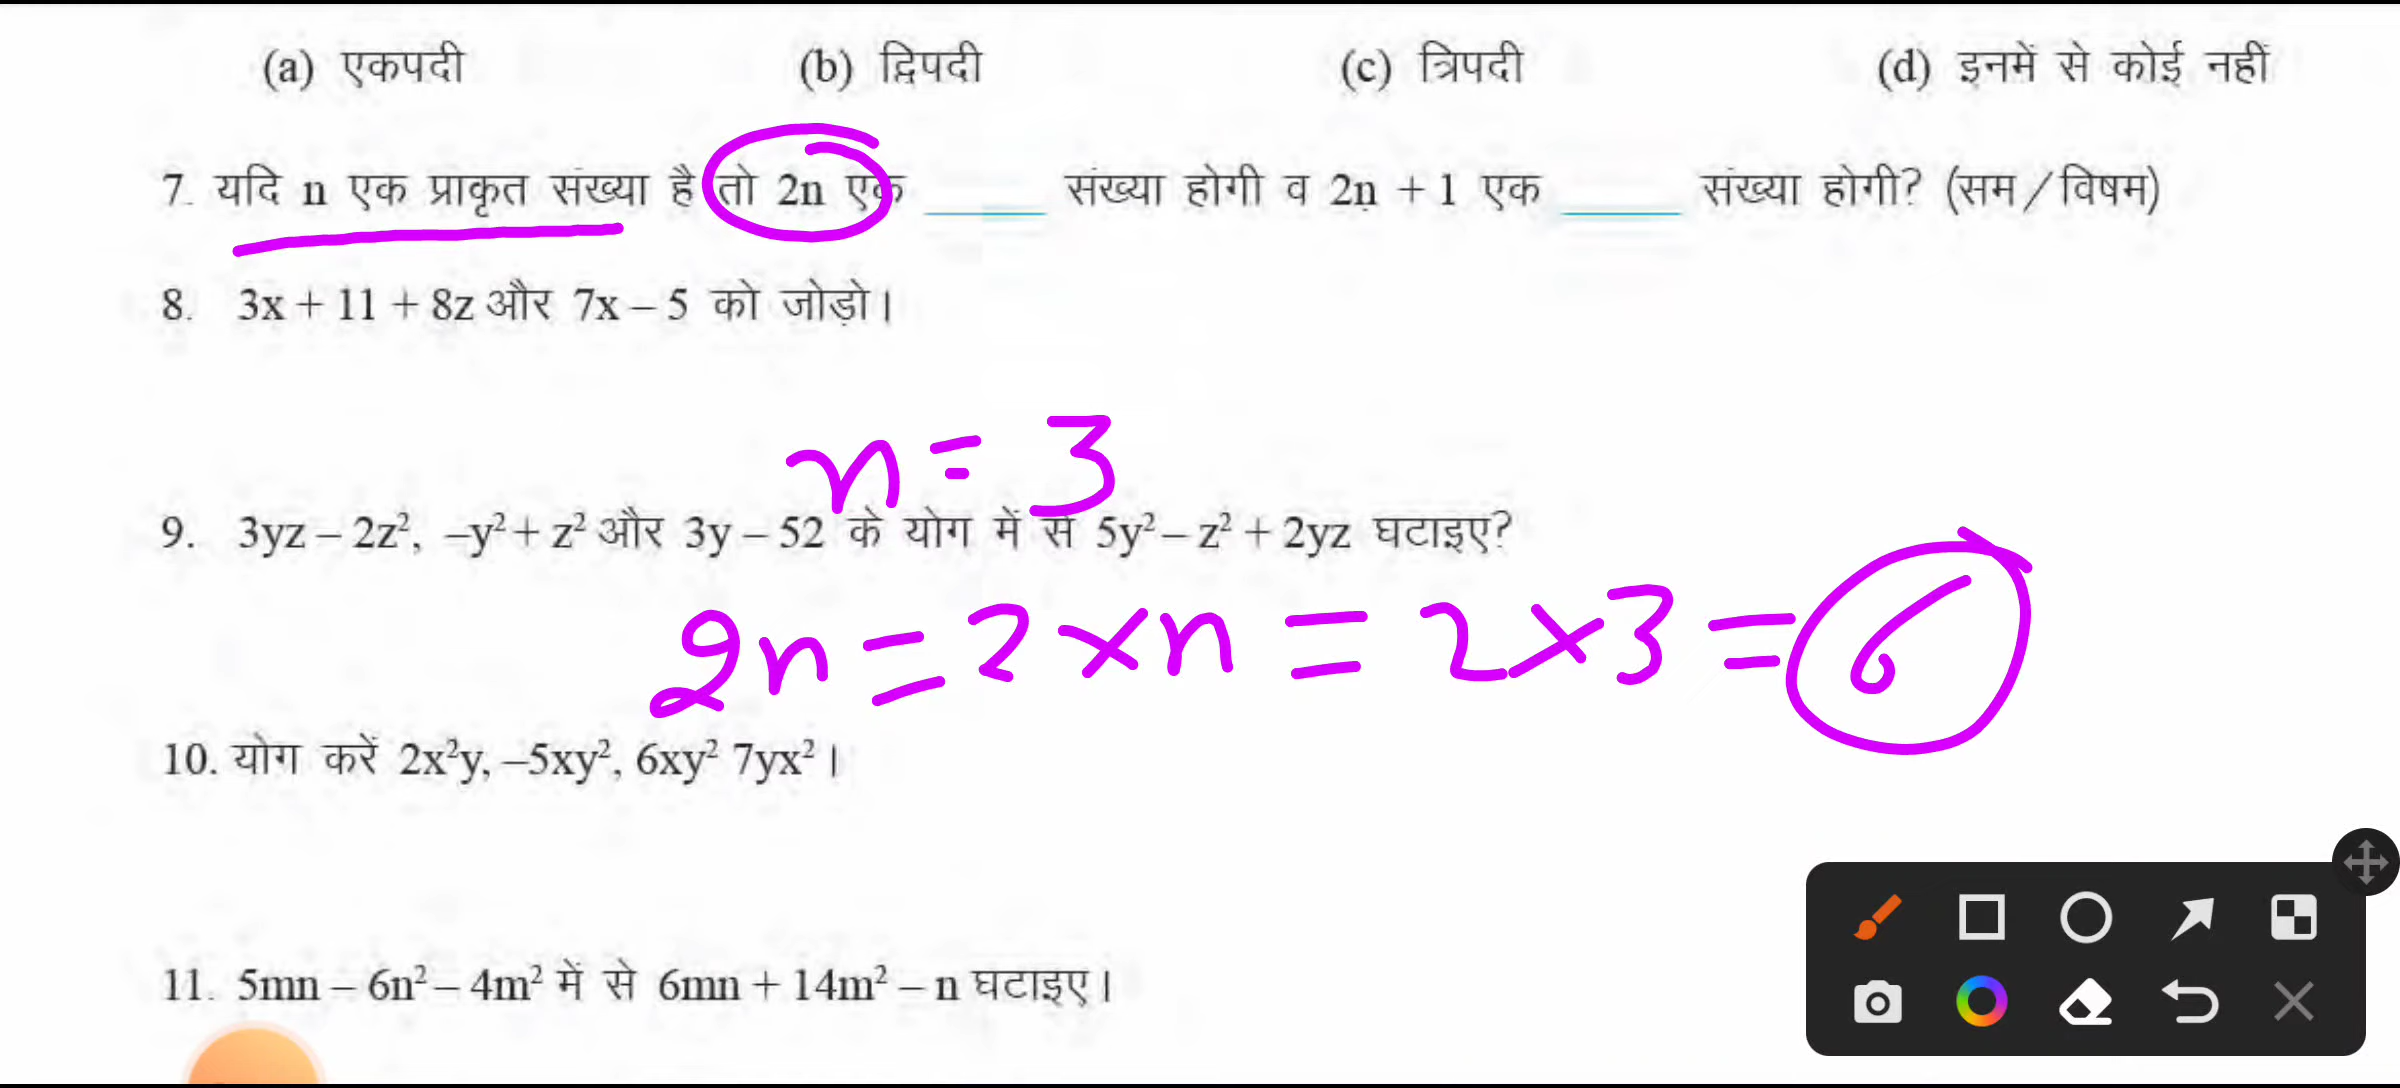 (a) एकपदी (b) द्विपदी (c) त्रिपदी (d) इनमें से कोई नहीं
7. यदि n एक प्राकृत संख्या है तो 2n एक ____ संख्या होगी व 2n + 1 एक ____ संख्या होगी? (सम/विषम)
8. 3x + 11 + 8z और 7x – 5 को जोड़ो।
n = 3
9. 3yz – 2z², –y² + z² और 3y – 52 के योग में से 5y² – z² + 2yz घटाइए?
2n = 2 × n = 2 × 3 = 6
10. योग करें 2x²y, –5xy², 6xy² 7yx²।
11. 5mn – 6n² – 4m² में से 6mn + 14m² – n घटाइए।